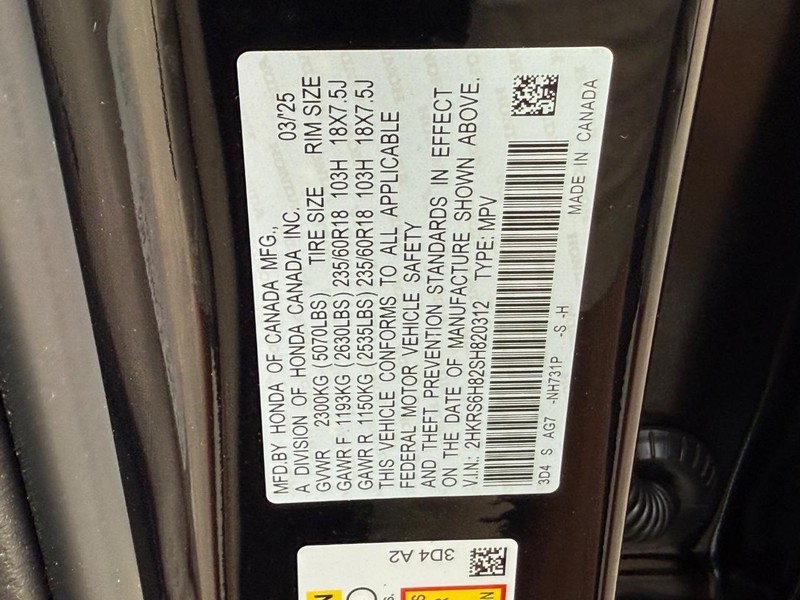 MFD.BY HONDA OF CANADA MFG.,
A DIVISION OF HONDA CANADA INC. 03/25
GVWR 2300KG (5070LBS) TIRE SIZE RIM SIZE
GAWR F 1193KG (2630LBS) 235/60R18 103H 18X7.5J
GAWR R 1150KG (2535LBS) 235/60R18 103H 18X7.5J
THIS VEHICLE CONFORMS TO ALL APPLICABLE
FEDERAL MOTOR VEHICLE SAFETY
AND THEFT PREVENTION STANDARDS IN EFFECT
ON THE DATE OF MANUFACTURE SHOWN ABOVE.
V.I.N.: 2HKRS6H82SH820312 TYPE: MPV
3D4 S AG7 -NH731P -S -H MADE IN CANADA
3D4 A2